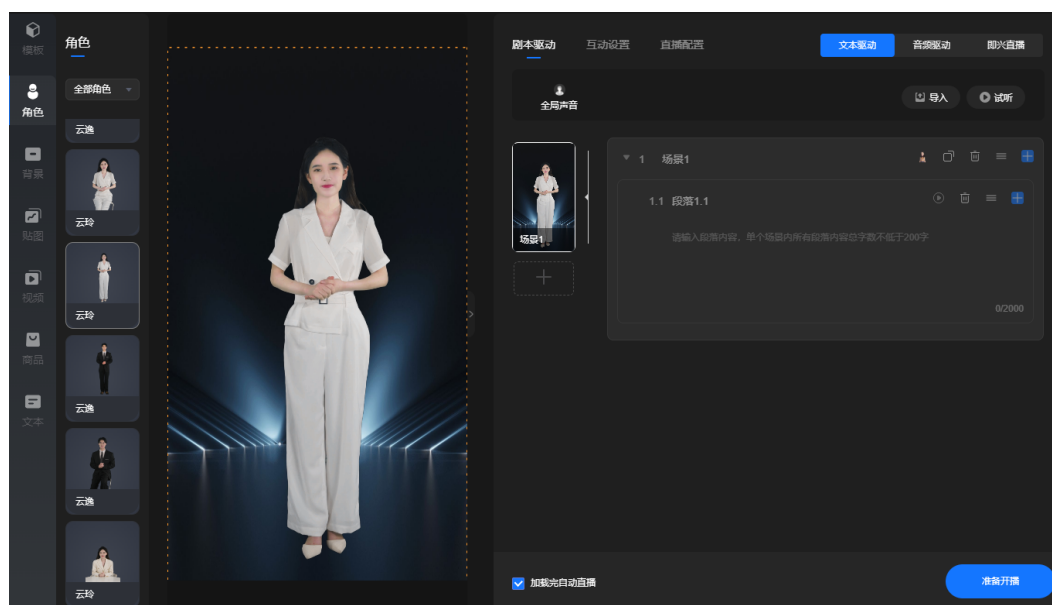 模板
角色
背景
贴图
视频
商品
文本
角色
全部角色
云逸
云玲
云玲
云逸
云逸
云玲
剧本驱动 互动设置 直播配置
文本驱动 音频驱动 即兴直播
全局声音
导入 试听
场景1
1 场景1
1.1 段落1.1
请输入段落内容，单个场景内所有段落内容总字数不低于200字
0/2000
加载完自动直播
准备开播